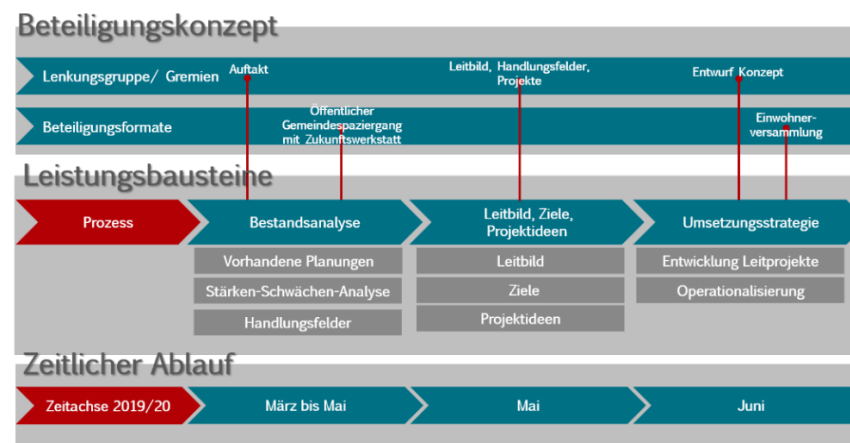 Beteiligungskonzept
Lenkungsgruppe/ Gremien
Auftakt
Leitbild, Handlungsfelder,
Projekte
Entwurf Konzept
Beteiligungsformate
Öffentlicher
Gemeindespaziergang
mit Zukunftswerkstatt
Einwohner-
versammlung
Leistungsbausteine
Prozess
Bestandsanalyse
Leitbild, Ziele,
Projektideen
Umsetzungsstrategie
Vorhandene Planungen
Leitbild
Entwicklung Leitprojekte
Stärken-Schwächen-Analyse
Ziele
Operationalisierung
Handlungsfelder
Projektideen
Zeitlicher Ablauf
Zeitachse 2019/20
März bis Mai
Mai
Juni